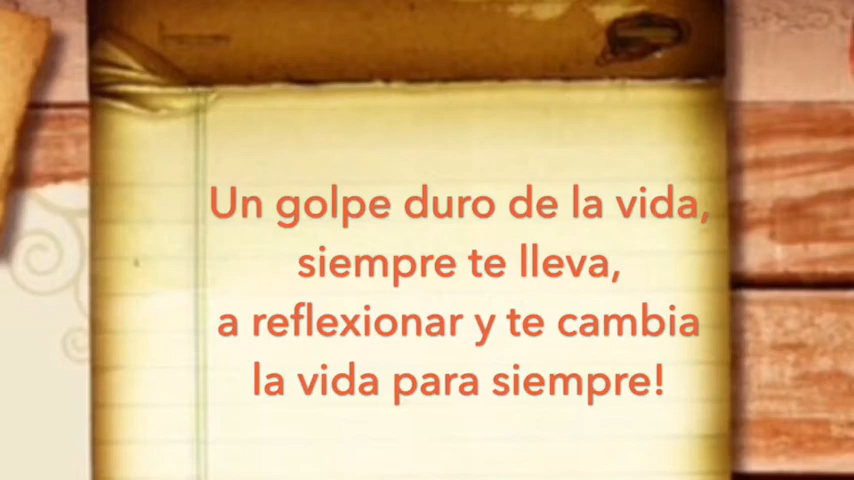 Un golpe duro de la vida,
siempre te lleva,
a reflexionar y te cambia
la vida para siempre!